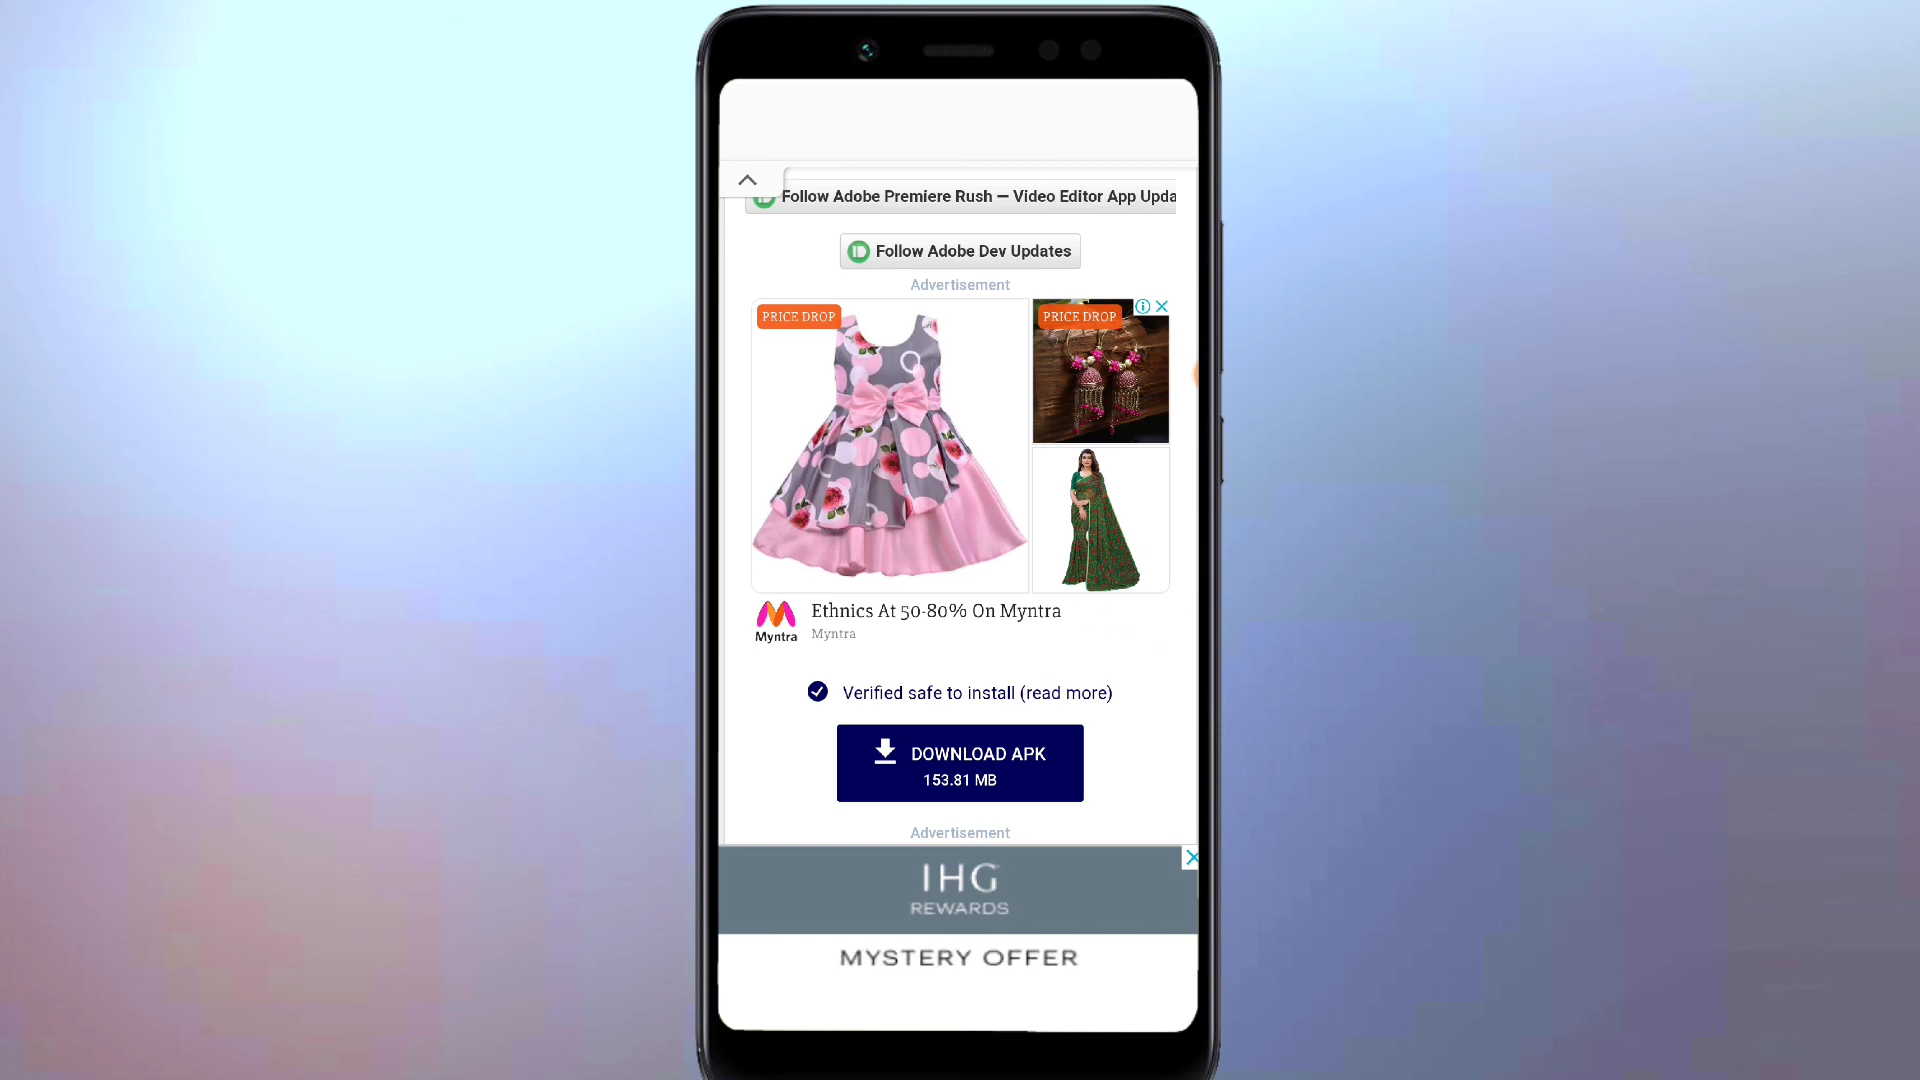 Follow Adobe Premiere Rush — Video Editor App Upda
Follow Adobe Dev Updates
Advertisement
PRICE DROP
PRICE DROP
Ethnics At 50-80% On Myntra
Myntra
Myntra
Verified safe to install (read more)
DOWNLOAD APK
153.81 MB
Advertisement
IHG
REWARDS
MYSTERY OFFER